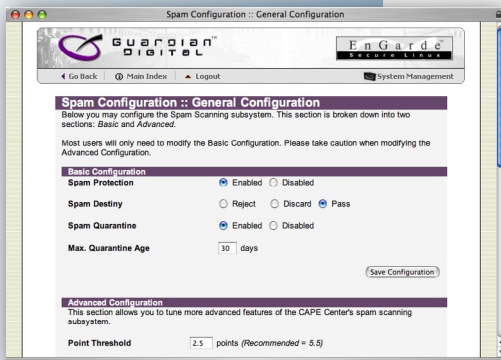 Spam Configuration :: General Configuration
Guardian™
Digital
EnGarde™
Secure Linux
Go Back
Main Index
Logout
System Management
Spam Configuration :: General Configuration
Below you may configure the Spam Scanning subsystem. This section is broken down into two
sections: Basic and Advanced.
Most users will only need to modify the Basic Configuration. Please take caution when modifying the
Advanced Configuration.
Basic Configuration
Spam Protection Enabled Disabled
Spam Destiny Reject Discard Pass
Spam Quarantine Enabled Disabled
Max. Quarantine Age 30 days
Save Configuration
Advanced Configuration
This section allows you to tune more advanced features of the CAPE Center's spam scanning
subsystem.
Point Threshold 2.5 points (Recommended = 5.5)